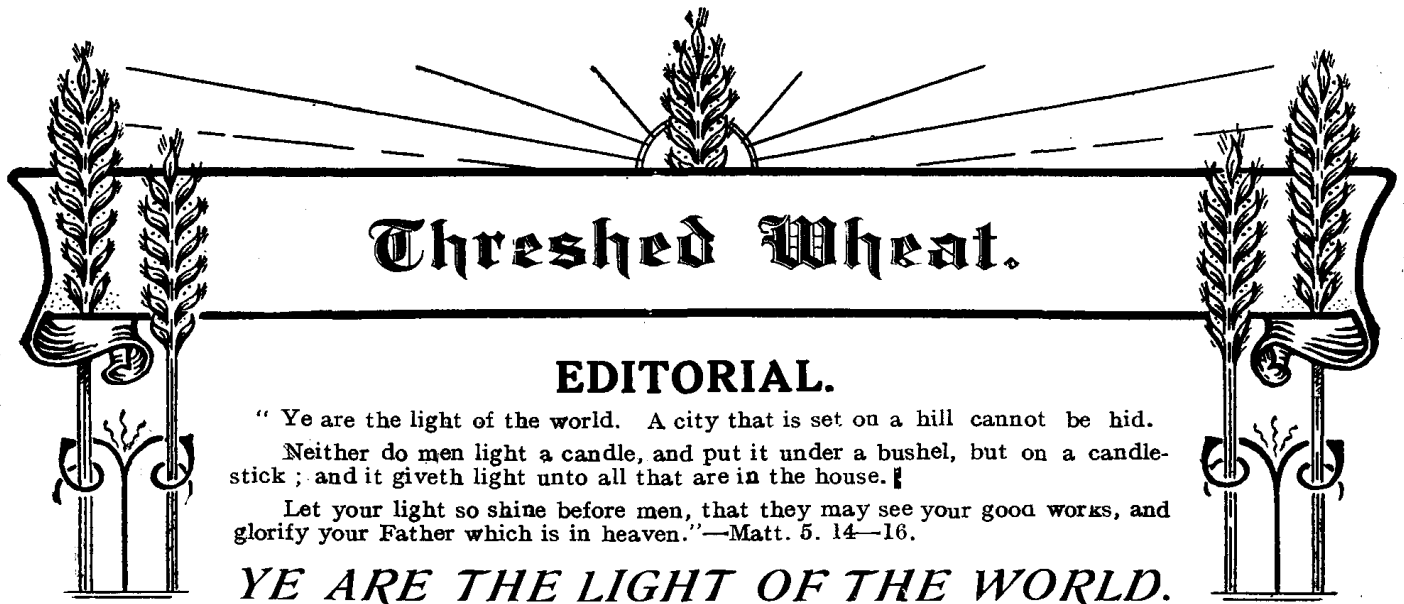 Threshed Wheat.
EDITORIAL.
“ Ye are the light of the world. A city that is set on a hill cannot be hid.
Neither do men light a candle, and put it under a bushel, but on a candle-
stick ; and it giveth light unto all that are in the house.
Let your light so shine before men, that they may see your good works, and
glorify your Father which is in heaven.”—Matt. 5. 14—16.
YE ARE THE LIGHT OF THE WORLD.